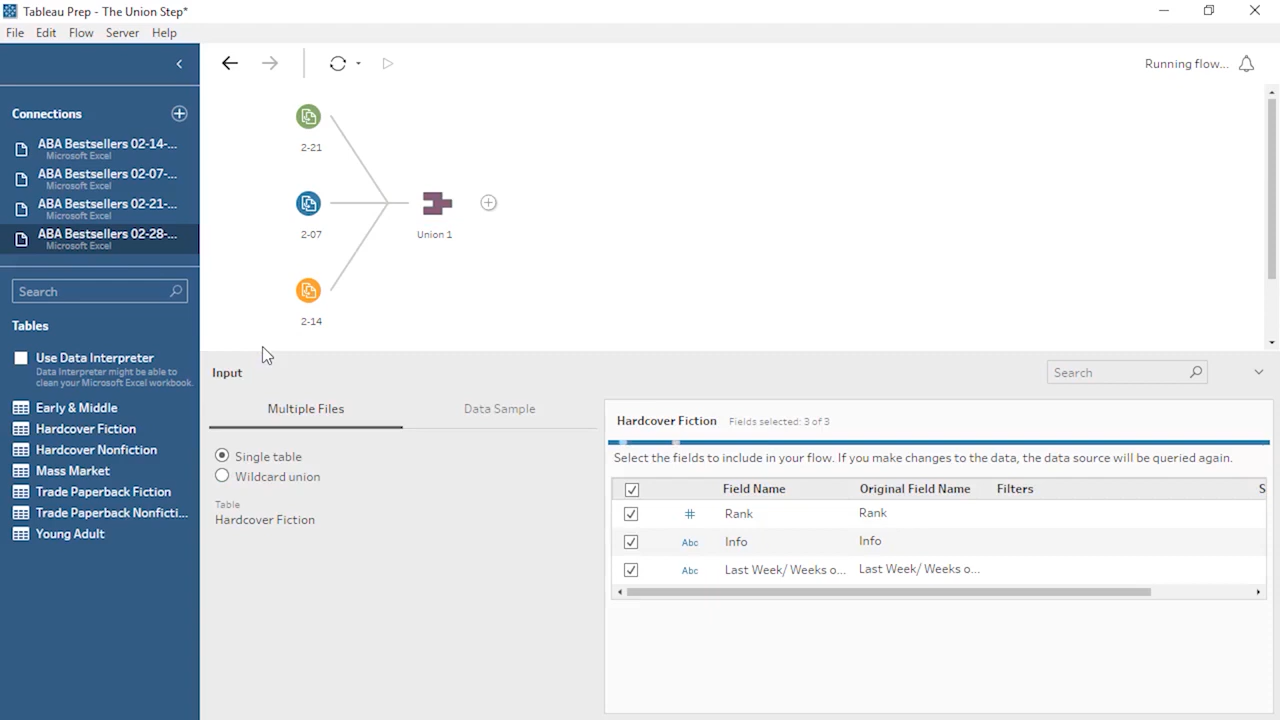 Tableau Prep - The Union Step*
File Edit Flow Server Help
Running flow...
Connections
ABA Bestsellers 02-14-...
Microsoft Excel
ABA Bestsellers 02-07-...
Microsoft Excel
ABA Bestsellers 02-21-...
Microsoft Excel
ABA Bestsellers 02-28-...
Microsoft Excel
Search
Tables
Use Data Interpreter
Data Interpreter might be able to
clean your Microsoft Excel workbook.
Early & Middle
Hardcover Fiction
Hardcover Nonfiction
Mass Market
Trade Paperback Fiction
Trade Paperback Nonficti...
Young Adult
2-21
2-07
Union 1
2-14
Input
Search
Multiple Files Data Sample
Single table
Wildcard union
Table
Hardcover Fiction
Hardcover Fiction Fields selected: 3 of 3
Select the fields to include in your flow. If you make changes to the data, the data source will be queried again.
Field Name Original Field Name Filters S
# Rank Rank
Abc Info Info
Abc Last Week/ Weeks o... Last Week/ Weeks o...